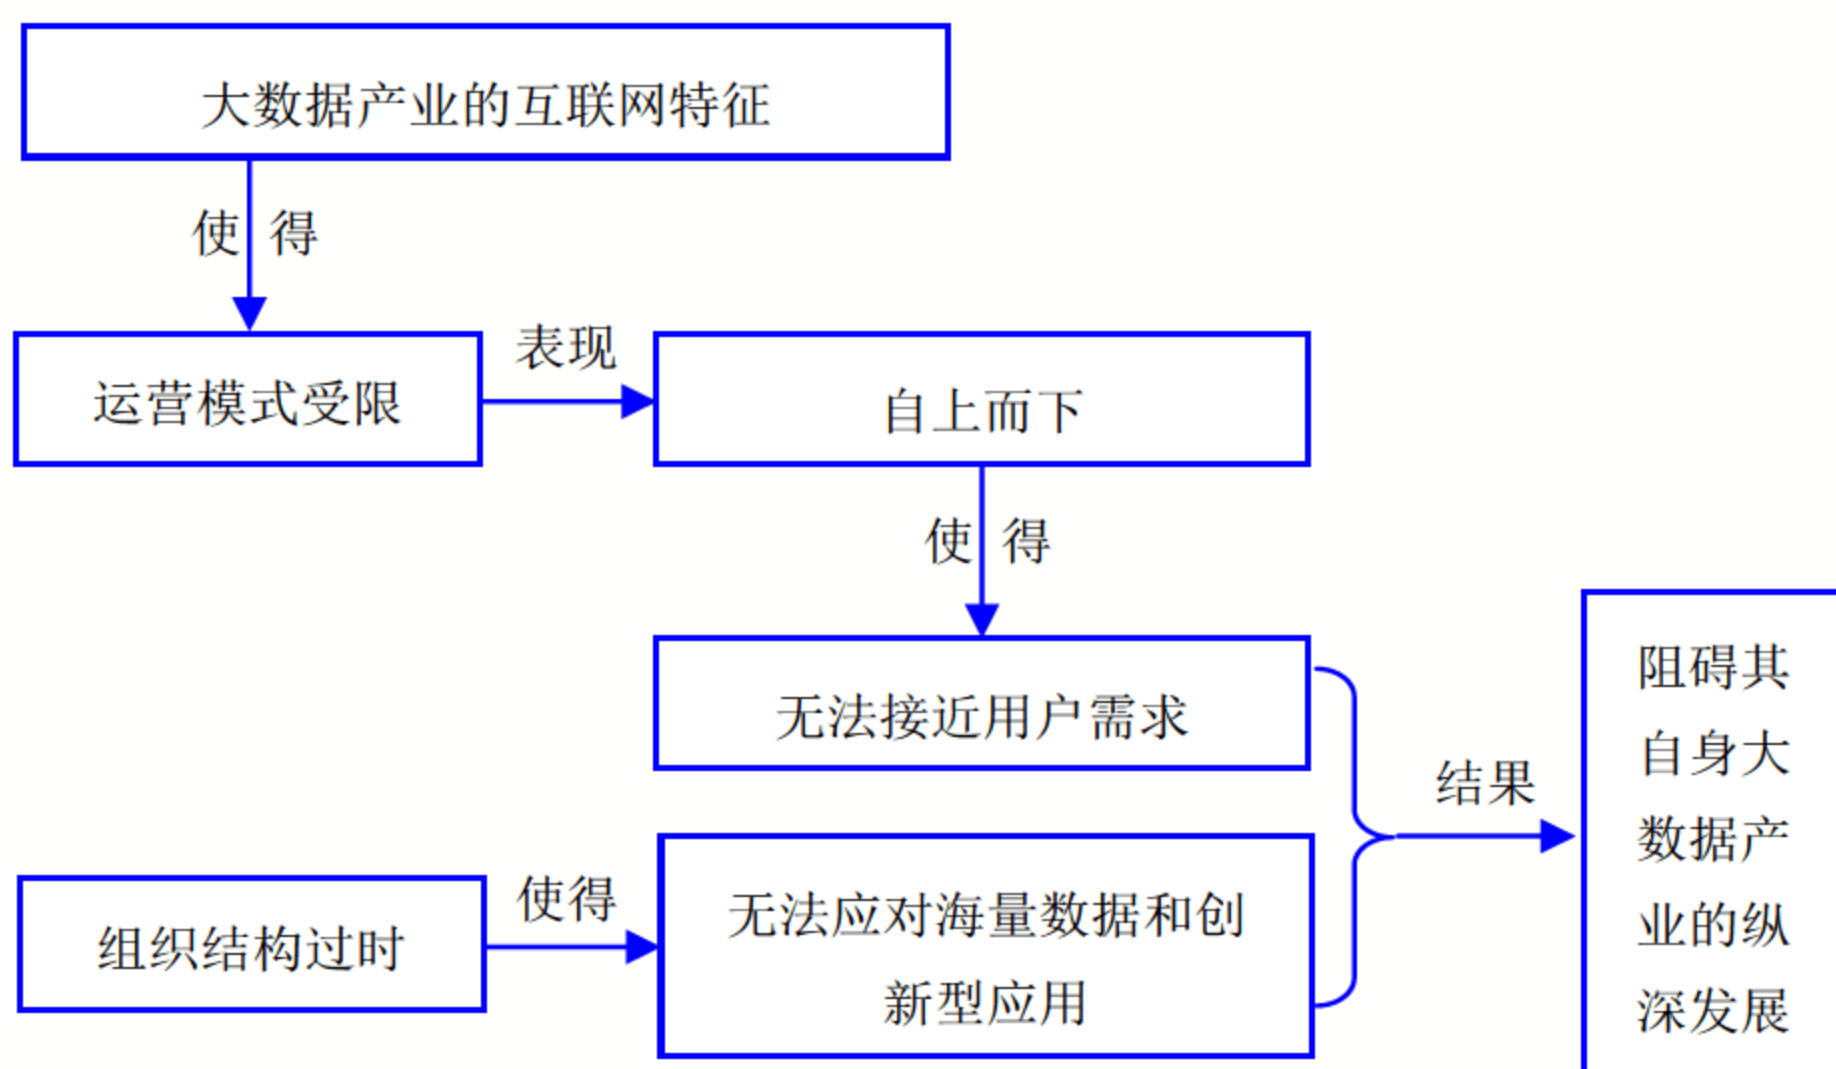 大数据产业的互联网特征
使得
运营模式受限
表现
自上而下
使得
无法接近用户需求
组织结构过时
使得
无法应对海量数据和创
新型应用
结果
阻碍其
自身大
数据产
业的纵
深发展